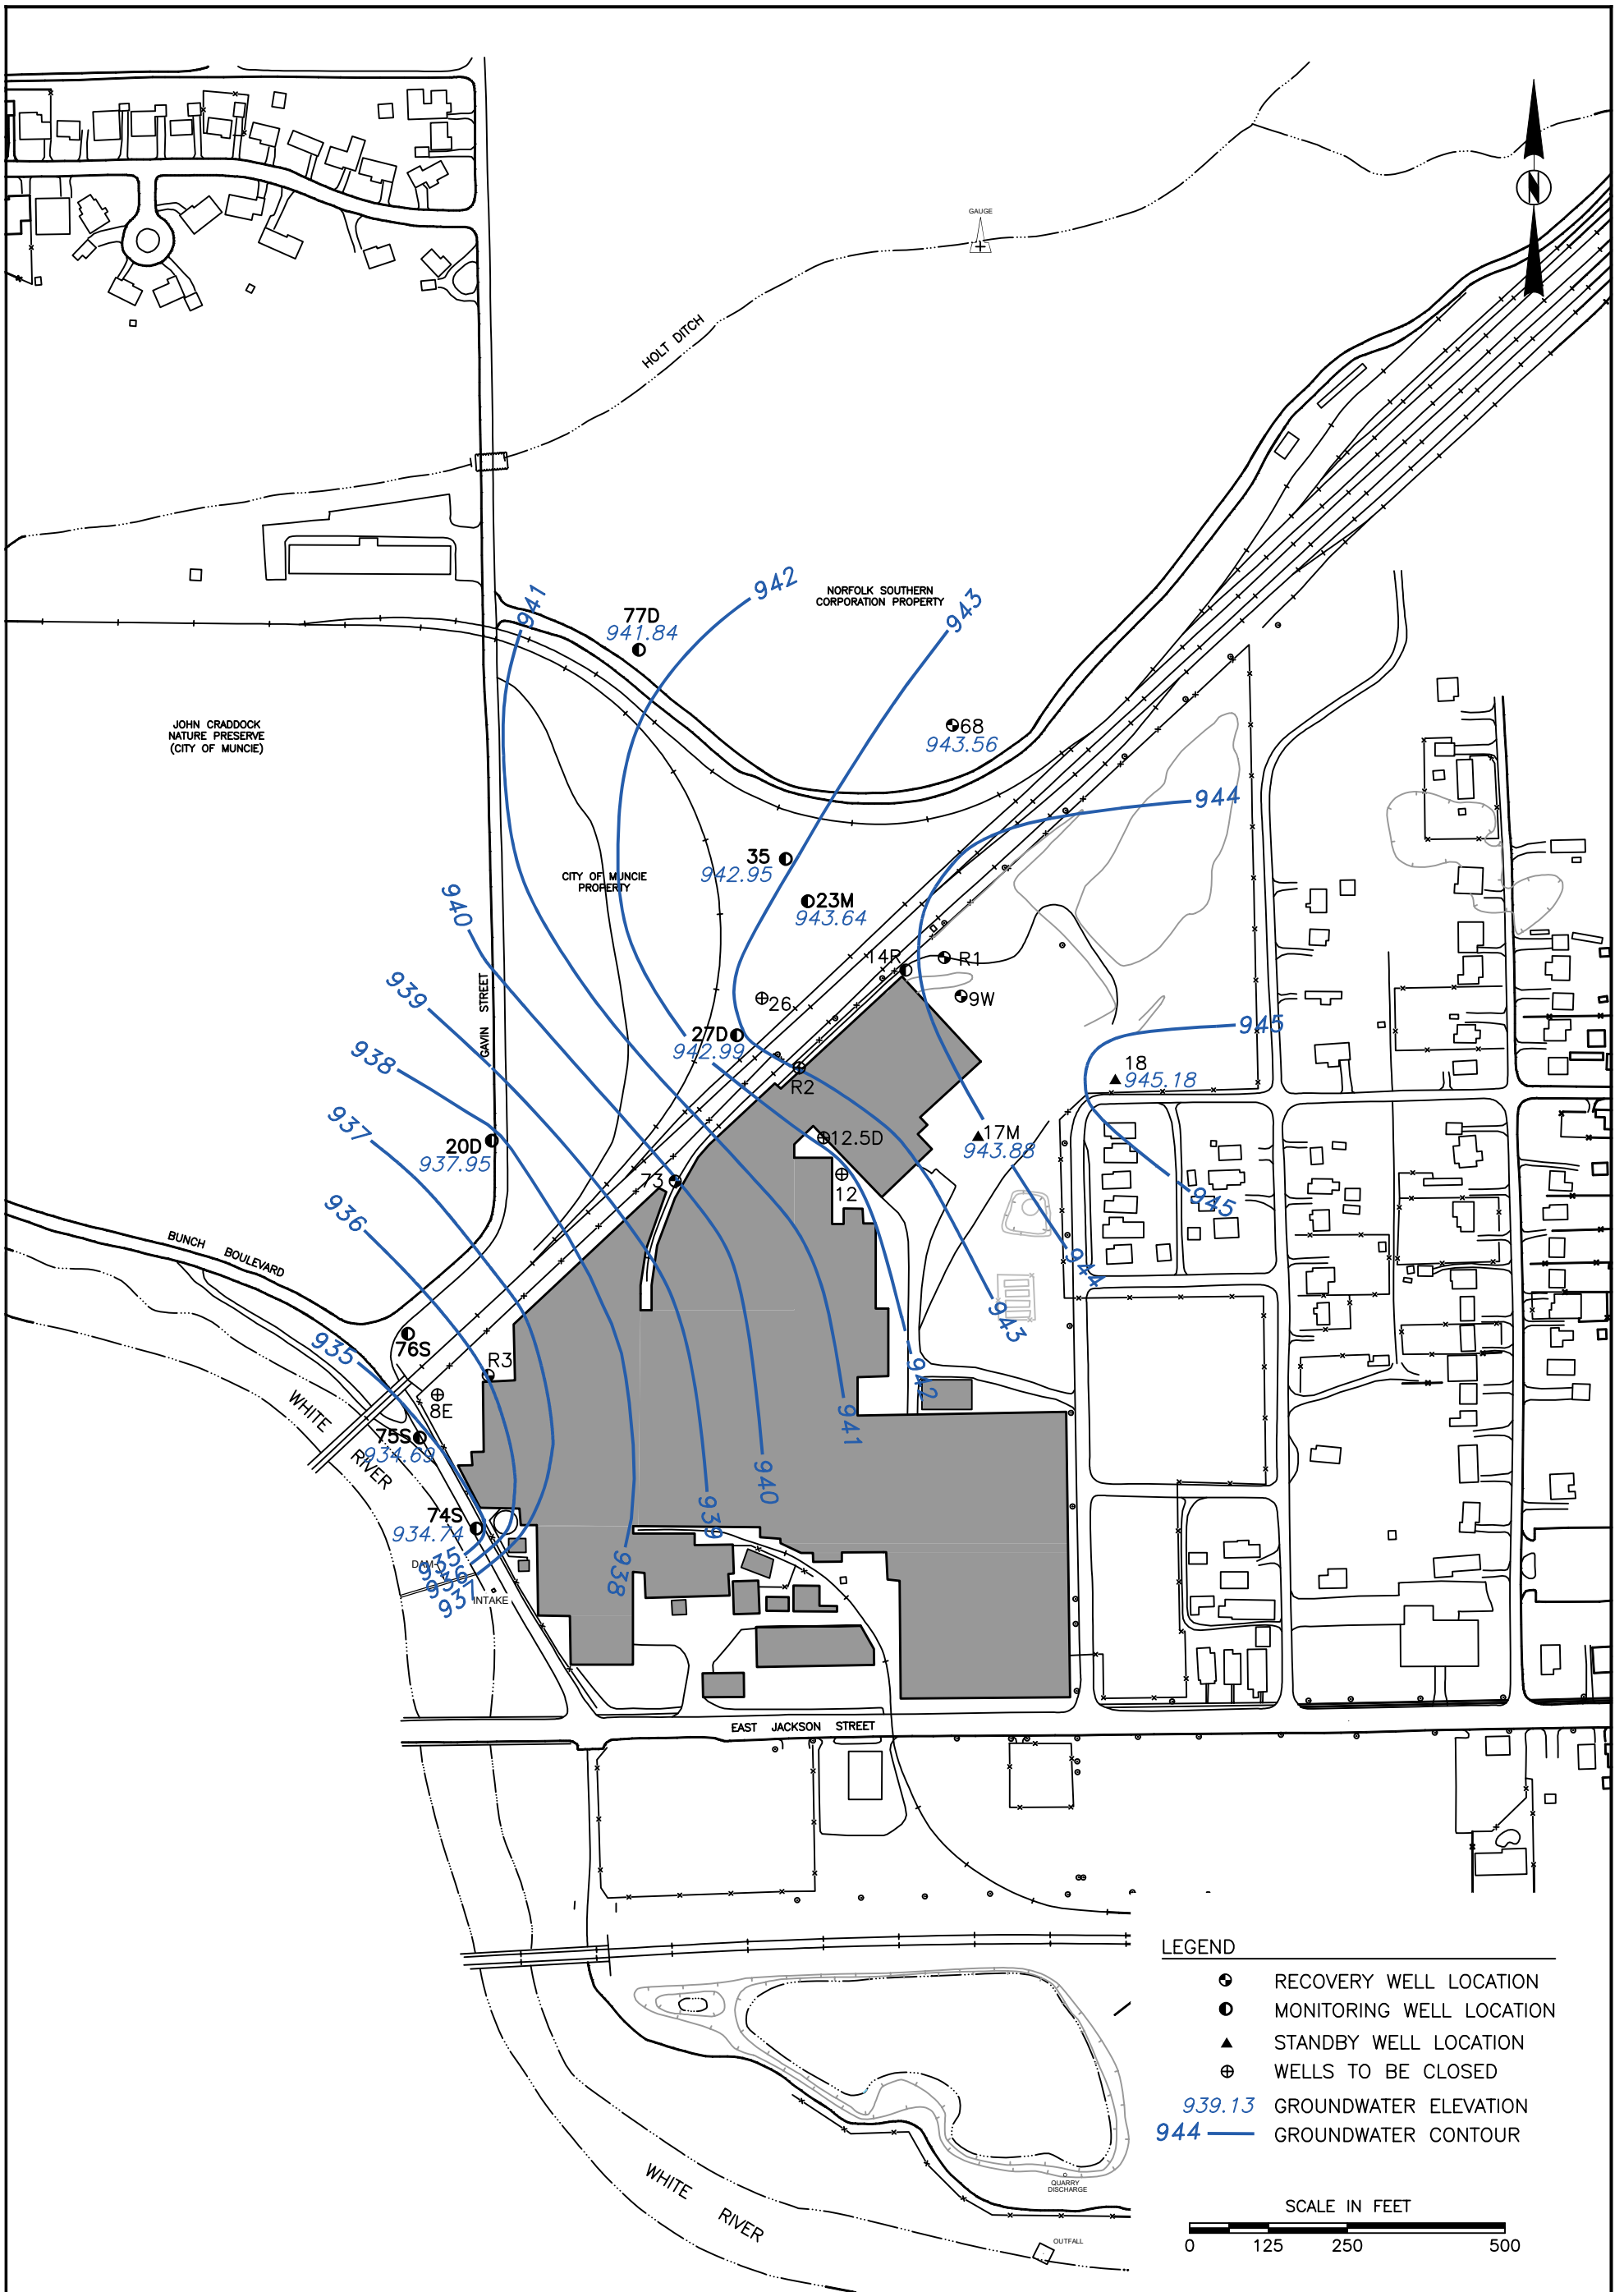 GAUGE
HOLT DITCH
941
942
NORFOLK SOUTHERN
CORPORATION PROPERTY
943
77D
941.84
JOHN CRADDOCK
NATURE PRESERVE
(CITY OF MUNCIE)
68
943.56
944
35
942.95
CITY OF MUNCIE
PROPERTY
940
23M
943.64
14R
R1
939
GAVIN STREET
26
9W
945
27D
942.99
938
R2
18
945.18
937
20D
937.95
12.5D
17M
943.88
73
12
945
936
BUNCH BOULEVARD
944
943
935
76S
R3
942
WHITE
RIVER
8E
941
75S
934.69
940
939
74S
934.74
938
DAM
935
936
937
INTAKE
EAST JACKSON STREET
LEGEND
RECOVERY WELL LOCATION
MONITORING WELL LOCATION
STANDBY WELL LOCATION
WELLS TO BE CLOSED
939.13 GROUNDWATER ELEVATION
944 GROUNDWATER CONTOUR
QUARRY
DISCHARGE
WHITE
RIVER
OUTFALL
SCALE IN FEET
0 125 250 500